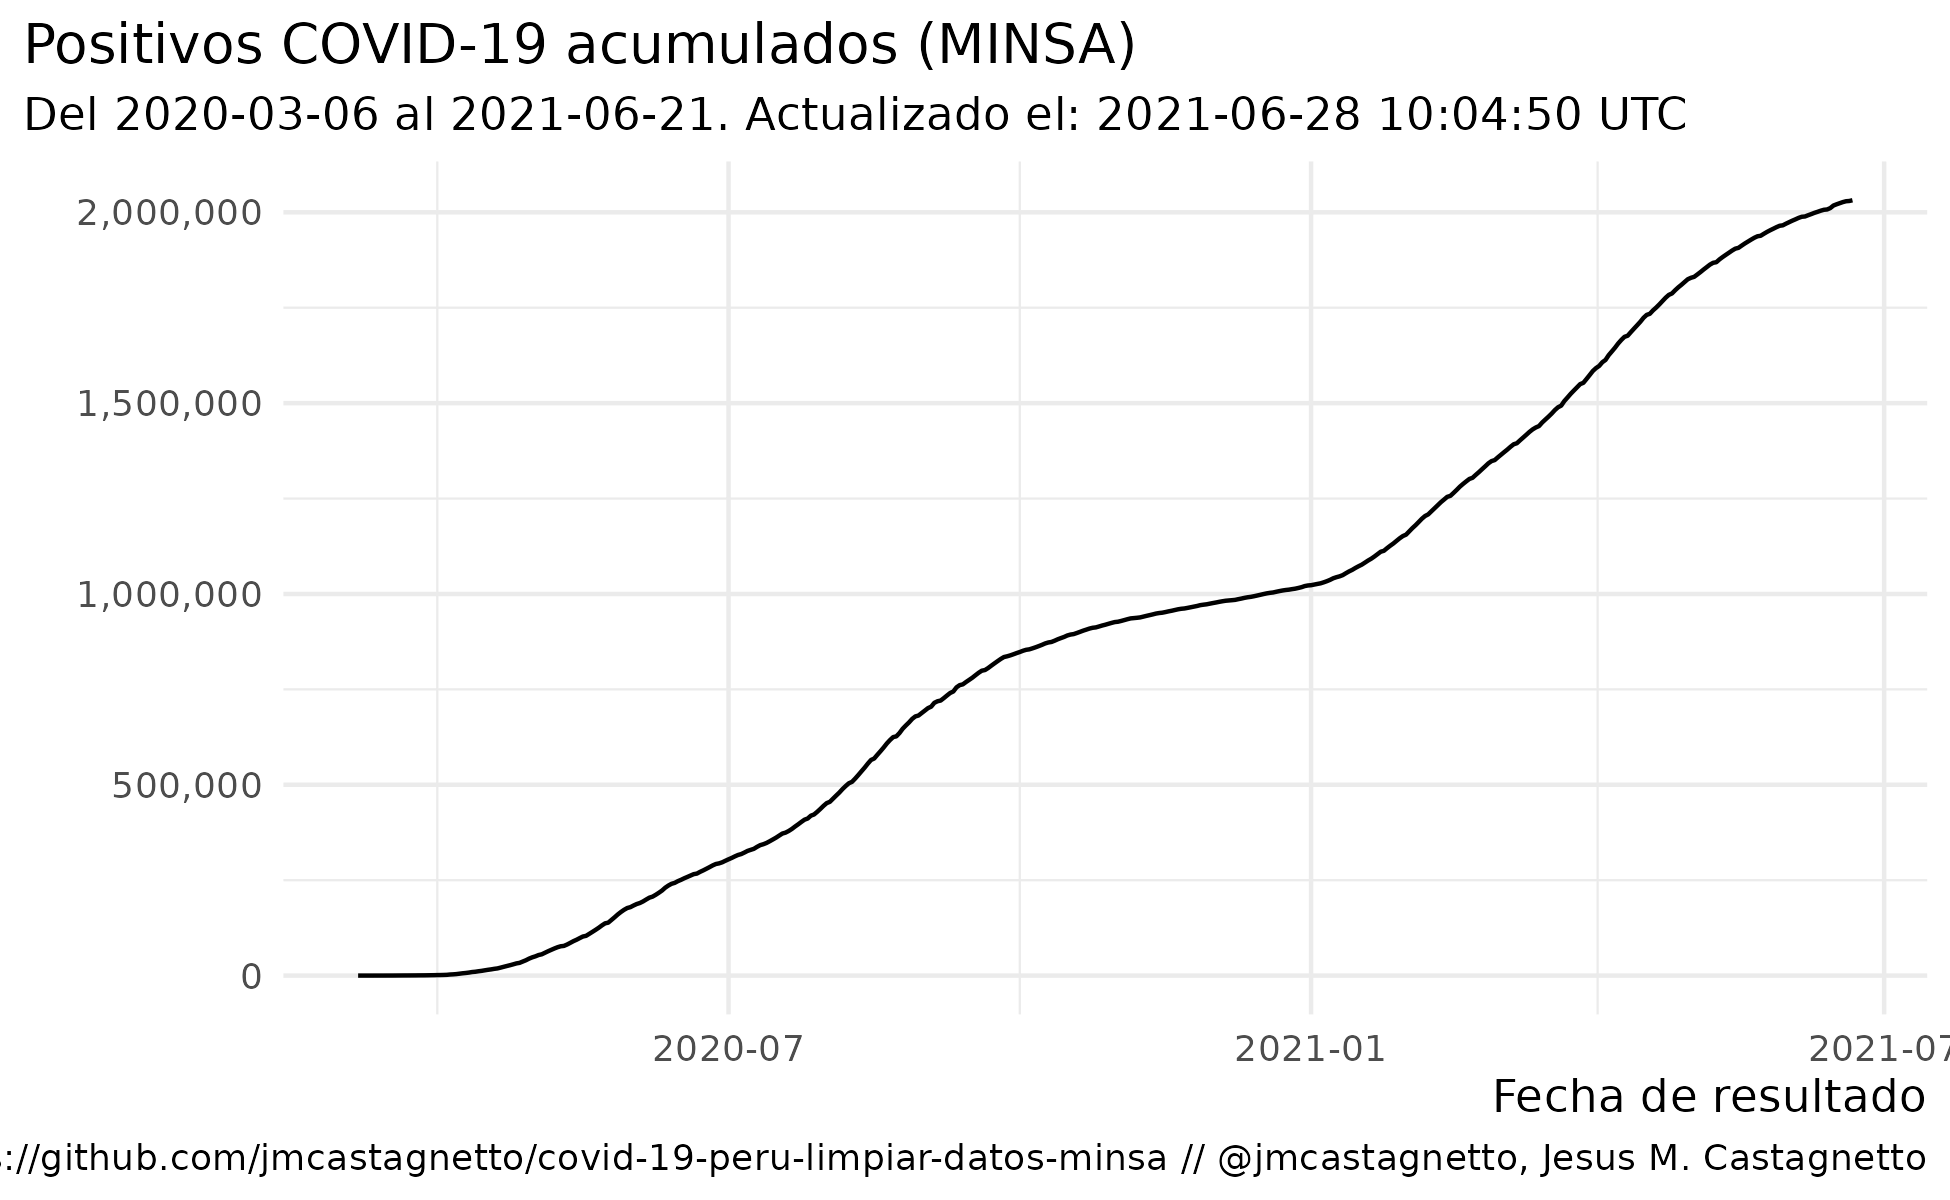 Positivos COVID-19 acumulados (MINSA)
Del 2020-03-06 al 2021-06-21. Actualizado el: 2021-06-28 10:04:50 UTC
2,000,000
1,500,000
1,000,000
500,000
0
2020-07 2021-01 2021-07
Fecha de resultado
://github.com/jmcastagnetto/covid-19-peru-limpiar-datos-minsa // @jmcastagnetto, Jesus M. Castagnetto